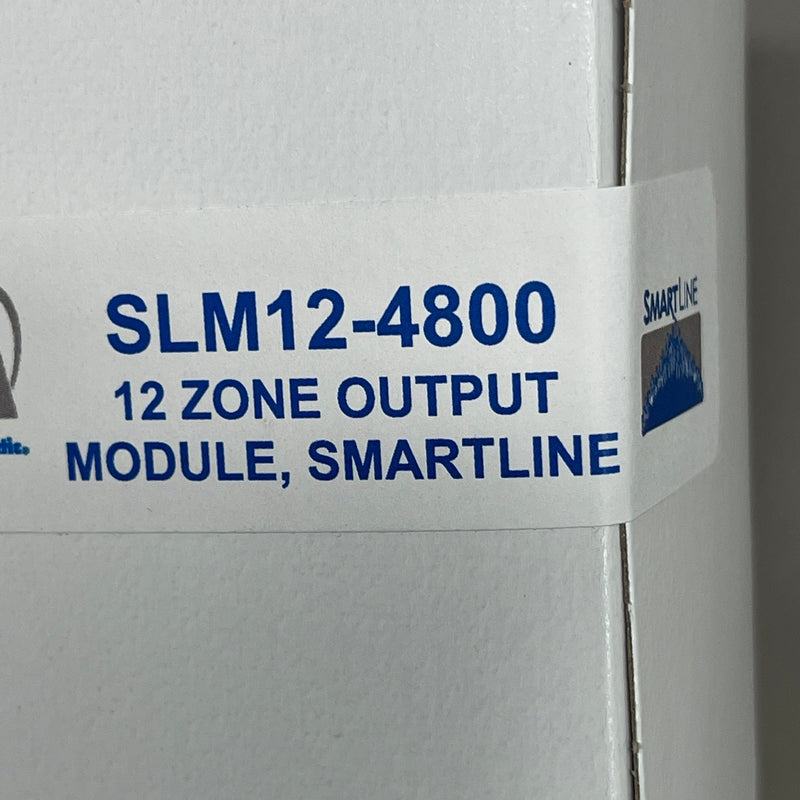 SLM12-4800
12 ZONE OUTPUT
MODULE, SMARTLINE
SMARTLINE